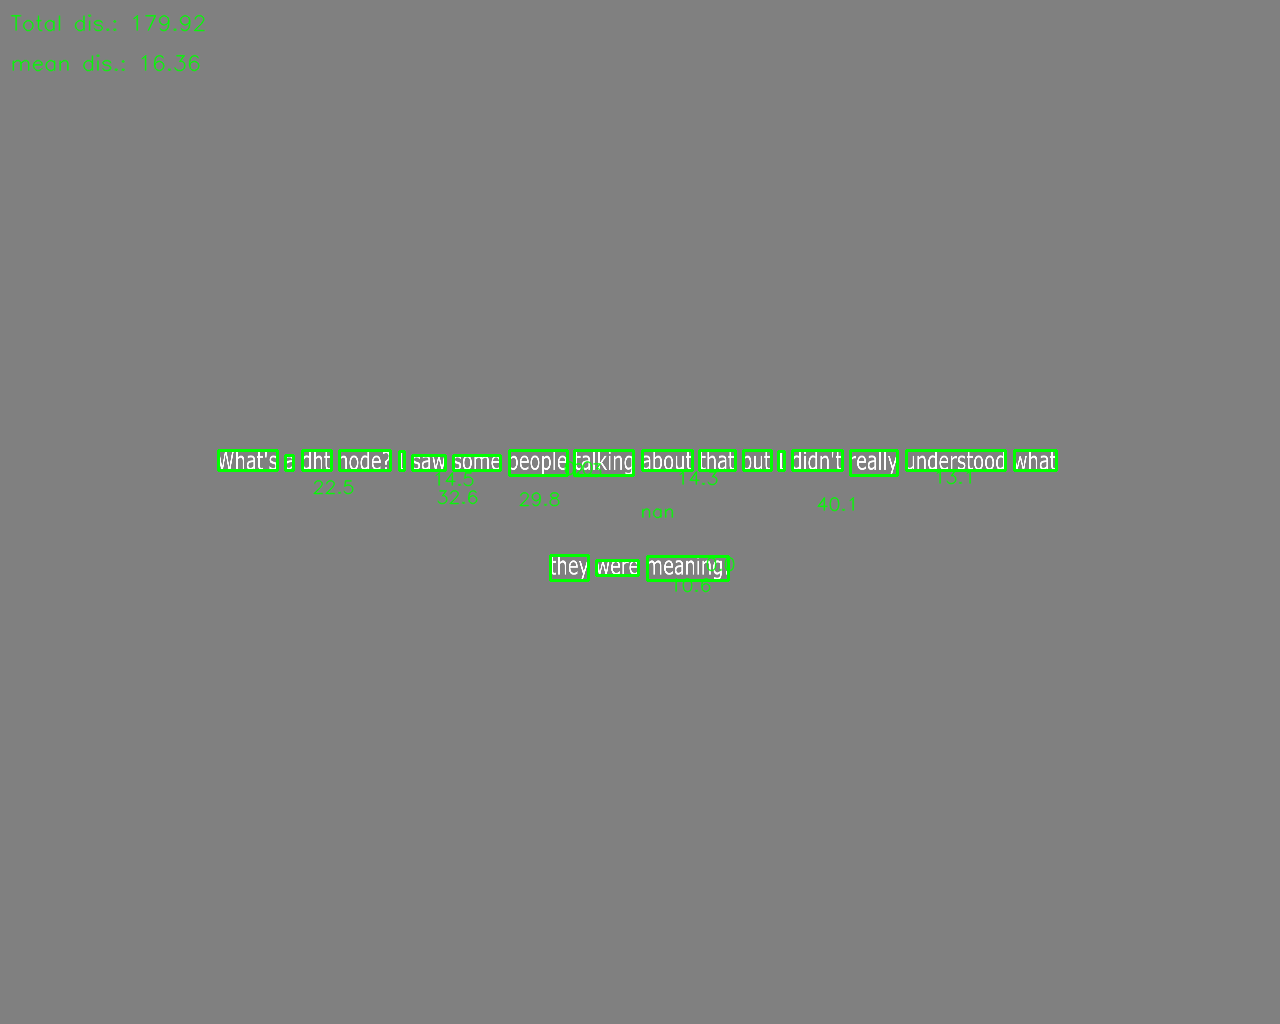 Total dis.: 179.92
mean dis.: 16.36
What's a dht node? I saw some people talking about that but I didn't really understood what
22.5 14.5 32.6 29.8 14.3 nan 40.1 13.1
they were meaning.
10.6